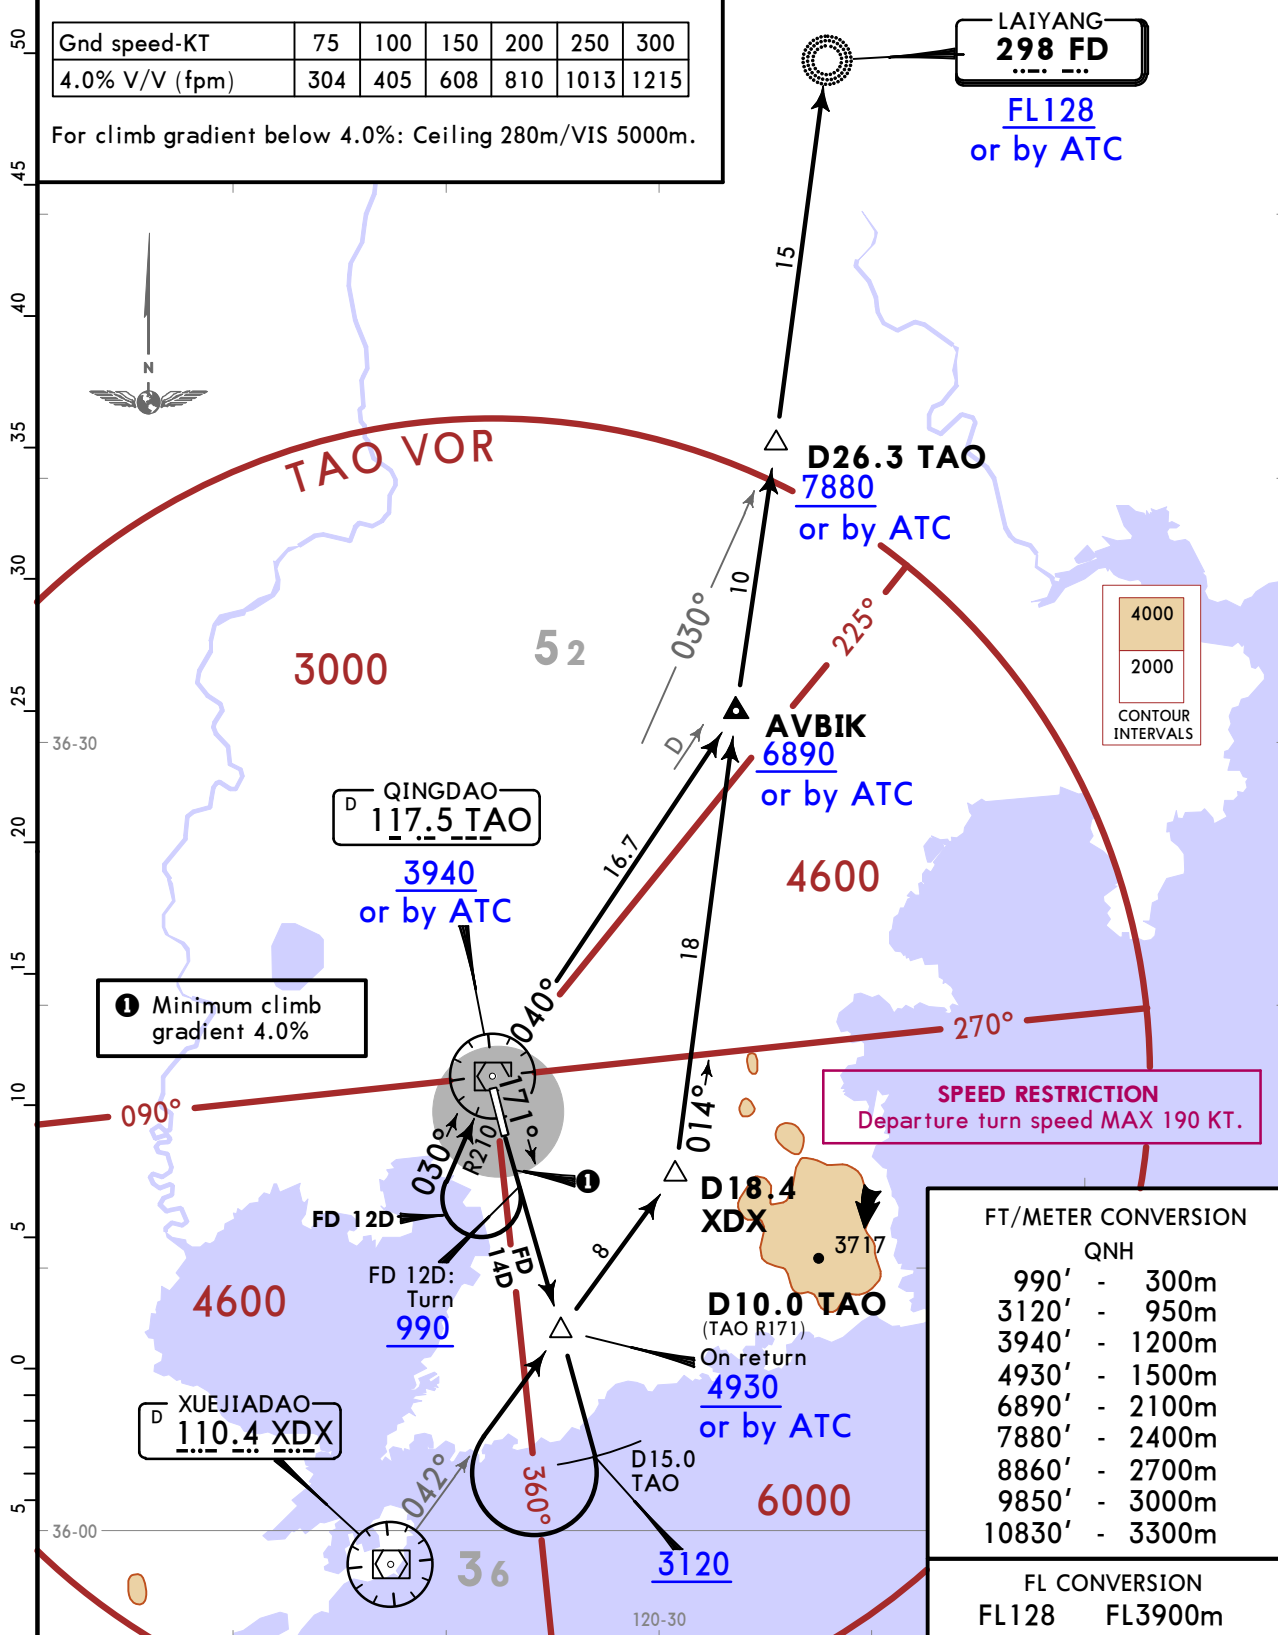 Gnd speed-KT 75 100 150 200 250 300
4.0% V/V (fpm) 304 405 608 810 1013 1215
For climb gradient below 4.0%: Ceiling 280m/VIS 5000m.
LAIYANG
298 FD
FL128
or by ATC
50
45
40
35
30
25
20
15
10
5
0
5
N
15
TAO VOR
D26.3 TAO
7880
or by ATC
030°
10
225°
3000
52
4000
2000
CONTOUR
INTERVALS
36-30
D
AVBIK
6890
or by ATC
D QINGDAO
117.5 TAO
3940
or by ATC
16.7
4600
18
1 Minimum climb
gradient 4.0%
040°
270°
090°
171°
R210
030°
014°
SPEED RESTRICTION
Departure turn speed MAX 190 KT.
1
FD 12D
D18.4
XDX
3717
FD
14D
8
FD 12D:
Turn
990
4600
D10.0 TAO
(TAO R171)
On return
4930
or by ATC
D XUEJIADAO
110.4 XDX
042°
D15.0
TAO
360°
6000
36-00
36
3120
120-30
FT/METER CONVERSION
QNH
990' - 300m
3120' - 950m
3940' - 1200m
4930' - 1500m
6890' - 2100m
7880' - 2400m
8860' - 2700m
9850' - 3000m
10830' - 3300m
FL CONVERSION
FL128 FL3900m